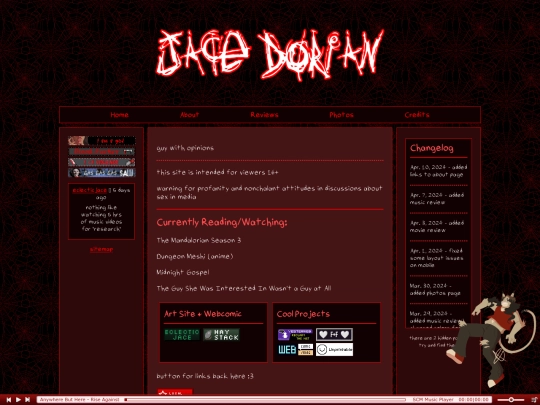 JACE DORIAN
Home About Reviews Photos Credits
guy with opinions
this site is intended for viewers 16+
warning for profanity and nonchalant attitudes in discussions about
sex in media
Currently Reading/Watching:
The Mandalorian Season 3
Dungeon Meshi (anime)
Midnight Gospel
The Guy She Was Interested In Wasn't a Guy at All
Art Site + Webcomic
ECLECTIC
JACE
HAY
STACK
Cool Projects
WEB
button for links back here :3
| 5 days
ago
nothing like
watching 5 hrs
of music videos
for "research!"
sitemap
Changelog
Apr. 10, 2024 - added
links to about page
Apr. 7, 2024 - added
music review
Apr. 3, 2024 - added
movie review
Apr. 1, 2024 - fixed
some layout issues
on mobile
Mar. 30, 2024 - added
photos page
Mar. 29, 2024 -
added music review
Anywhere But Here - Rise Against
SCM Music Player 00:00|00:00